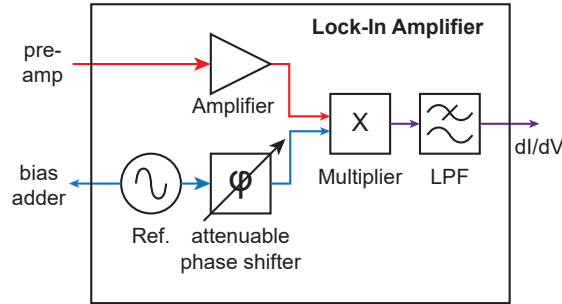 Lock-In Amplifier
pre-
amp
Amplifier
X
Multiplier
LPF
dI/dV
bias
adder
Ref.
φ
attenuable
phase shifter